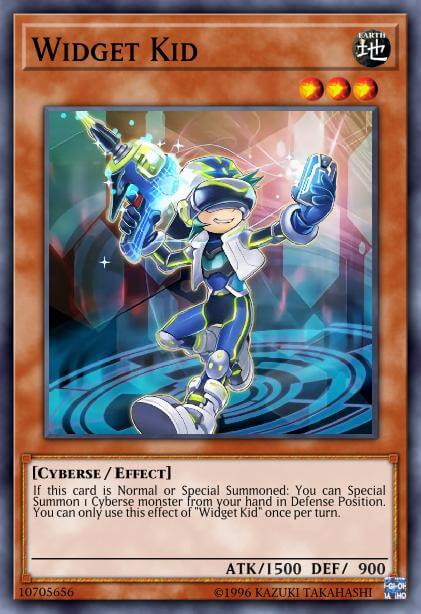 Widget Kid
EARTH
地
[Cyberse / Effect]
If this card is Normal or Special Summoned: You can Special
Summon 1 Cyberse monster from your hand in Defense Position.
You can only use this effect of "Widget Kid" once per turn.
ATK/1500 DEF/ 900
10705656
©1996 KAZUKI TAKAHASHI